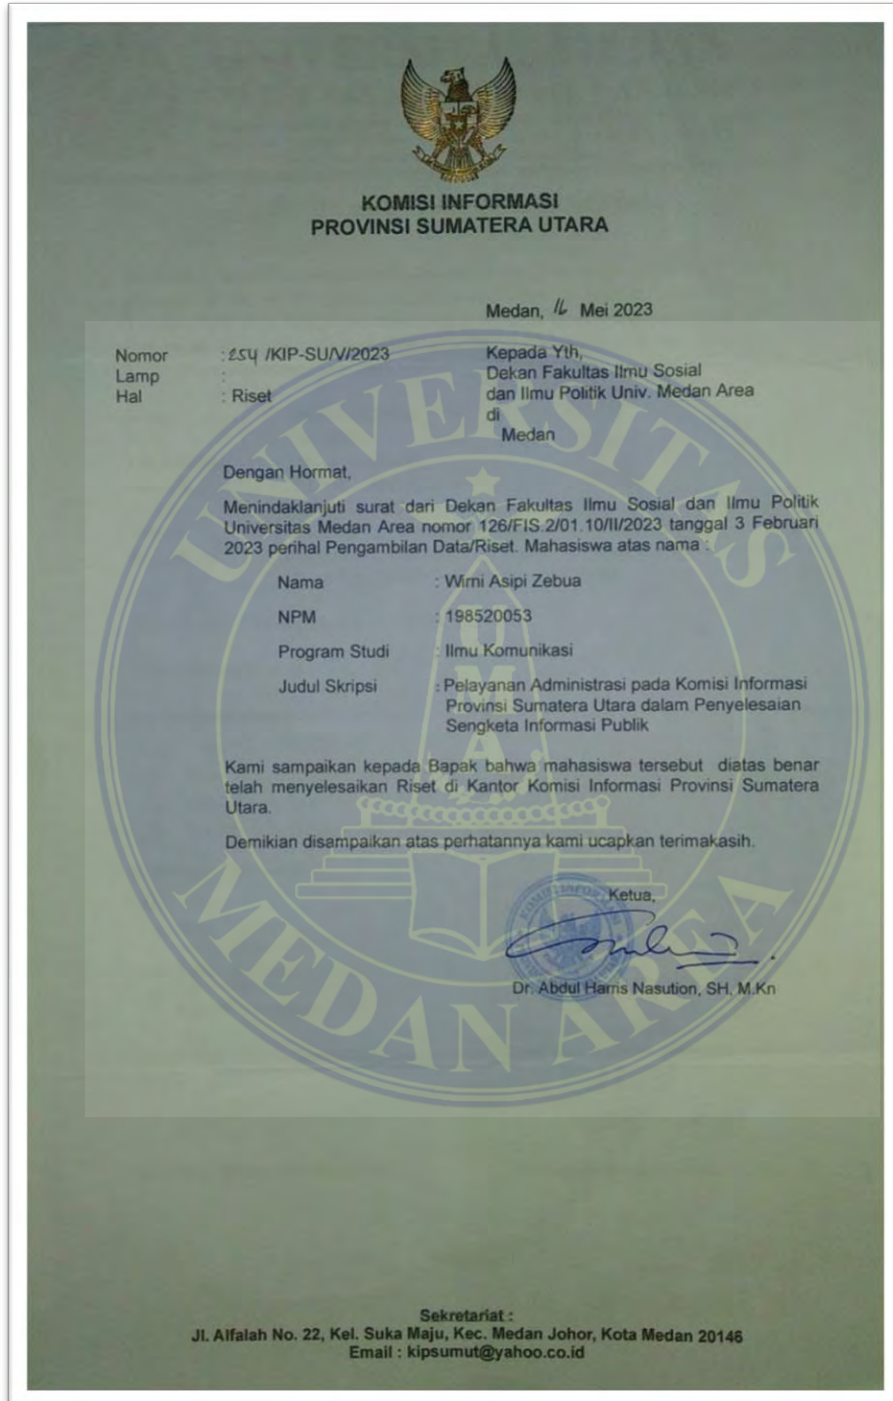 KOMISI INFORMASI
PROVINSI SUMATERA UTARA
Medan, 16 Mei 2023
Nomor : 254 /KIP-SU/V/2023
Lamp :
Hal : Riset
Kepada Yth,
Dekan Fakultas Ilmu Sosial
dan Ilmu Politik Univ. Medan Area
di
Medan
Dengan Hormat,
Menindaklanjuti surat dari Dekan Fakultas Ilmu Sosial dan Ilmu Politik
Universitas Medan Area nomor 126/FIS.2/01.10/II/2023 tanggal 3 Februari
2023 perihal Pengambilan Data/Riset. Mahasiswa atas nama :
Nama : Wirni Asipi Zebua
NPM : 198520053
Program Studi : Ilmu Komunikasi
Judul Skripsi : Pelayanan Administrasi pada Komisi Informasi
Provinsi Sumatera Utara dalam Penyelesaian
Sengketa Informasi Publik
Kami sampaikan kepada Bapak bahwa mahasiswa tersebut diatas benar
telah menyelesaikan Riset di Kantor Komisi Informasi Provinsi Sumatera
Utara.
Demikian disampaikan atas perhatannya kami ucapkan terimakasih.
Ketua,
Dr. Abdul Harris Nasution, SH, M.Kn
Sekretariat :
Jl. Alfalah No. 22, Kel. Suka Maju, Kec. Medan Johor, Kota Medan 20146
Email : kipsumut@yahoo.co.id
UNIVERSITAS
MEDAN AREA
UMA